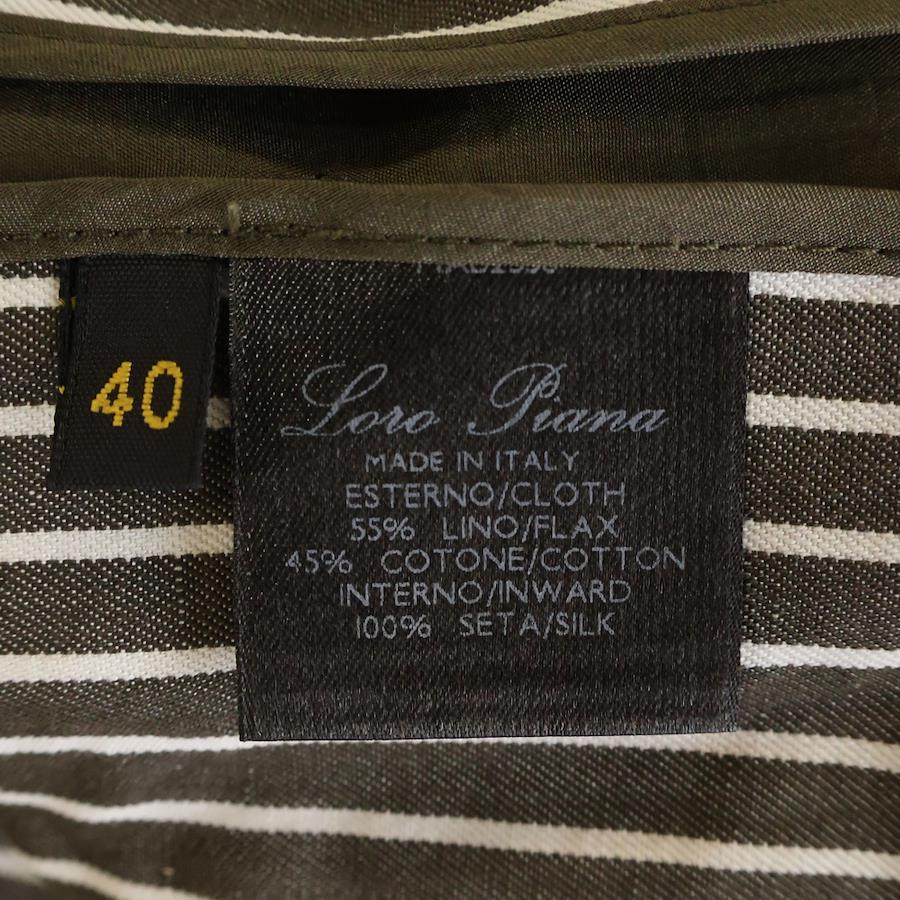 40
Loro Piana
MADE IN ITALY
ESTERNO/CLOTH
55% LINO/FLAX
45% COTONE/COTTON
INTERNO/INWARD
100% SETA/SILK